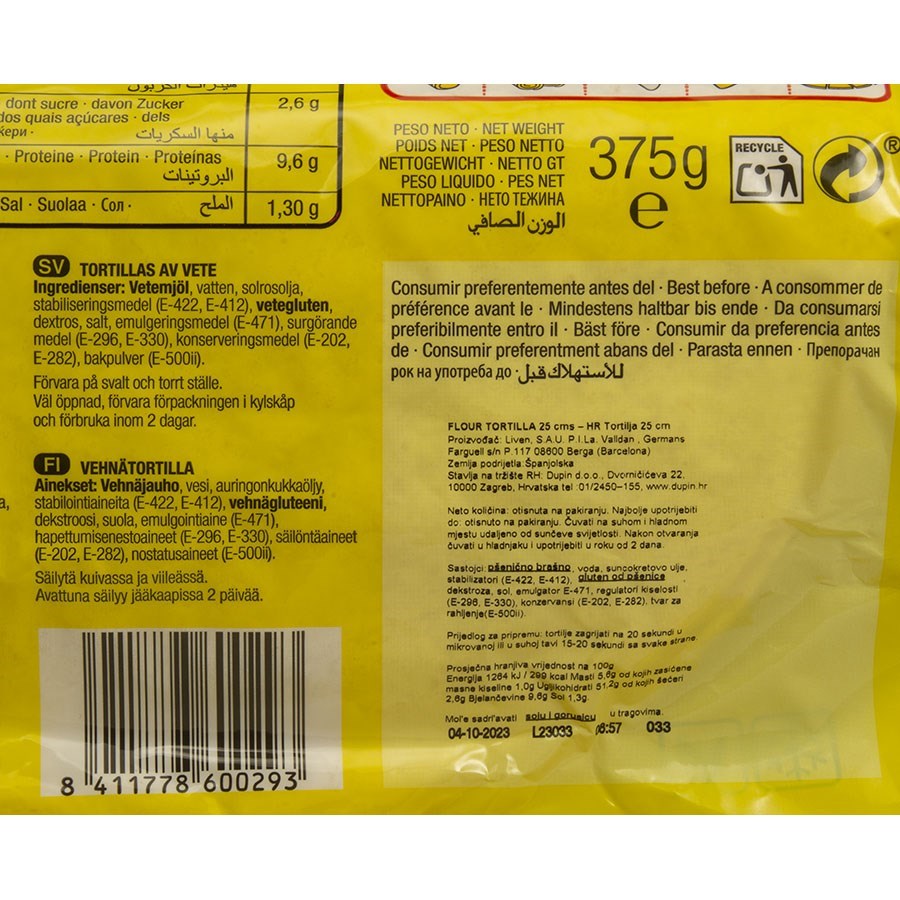 dont sucre · davon Zucker
dos quais açúcares · dels
кери · منها السكريات
2,6 g
· Proteine · Protein · Proteínas
البروتينات
9,6 g
Sal · Suolaa · Сол · الملح
1,30 g
PESO NETO · NET WEIGHT
POIDS NET · PESO NETTO
NETTOGEWICHT · NETTO GT
PESO LIQUIDO · PES NET
NETTOPAINO · НЕТО ТЕЖИНА
الوزن الصافي
375g
e
RECYCLE
®
SV TORTILLAS AV VETE
Ingredienser: Vetemjöl, vatten, solrosolja,
stabiliseringsmedel (E-422, E-412), vetegluten,
dextros, salt, emulgeringsmedel (E-471), surgörande
medel (E-296, E-330), konserveringsmedel (E-202,
E-282), bakpulver (E-500ii).
Förvara på svalt och torrt ställe.
Väl öppnad, förvara förpackningen i kylskåp
och förbruka inom 2 dagar.
FI VEHNÄTORTILLA
Ainekset: Vehnäjauho, vesi, auringonkukkaöljy,
stabilointiaineita (E-422, E-412), vehnägluteeni,
dekstroosi, suola, emulgointiaine (E-471),
hapettumisenestoaineet (E-296, E-330), säilöntäaineet
(E-202, E-282), nostatusaineet (E-500ii).
Säilytä kuivassa ja viileässä.
Avattuna säilyy jääkaapissa 2 päivää.
8 411778 600293
Consumir preferentemente antes del · Best before · A consommer de
préférence avant le · Mindestens haltbar bis ende · Da consumarsi
preferibilmente entro il · Bäst före · Consumir da preferencia antes
de · Consumir preferentment abans del · Parasta ennen · Препорачан
рок на употреба до · للاستهلاك قبل
FLOUR TORTILLA 25 cms – HR Tortilja 25 cm
Proizvođač: Liven, S.A.U. P.I.La. Valldan , Germans
Farguell s/n P.117 08600 Berga (Barcelona)
Zemlja podrijetla:Španjolska
Stavlja na tržište RH: Dupin d.o.o., Dvorničićeva 22,
10000 Zagreb, Hrvatska tel :01/2450–155, www.dupin.hr
Neto količina: otisnuta na pakiranju. Najbolje upotrijebiti
do: otisnuto na pakiranju. Čuvati na suhom i hladnom
mjestu udaljeno od sunčeve svijetlosti. Nakon otvaranja
čuvati u hladnjaku i upotrijebiti u roku od 2 dana.
Sastojci: pšenično brašno, voda, suncokretovo ulje,
stabilizatori (E-422, E-412), gluten od pšenice ,
dekstroza, sol, emulgator E-471, regulatori kiselosti
(E-296, E-330), konzervansi (E-202, E-282), tvar za
rahljenje(E-500ii).
Prijedlog za pripremu: tortilje zagrijati na 20 sekundi u
mikrovanoj ili u suhoj tavi 15-20 sekundi sa svake strane.
Prosječna hranjiva vrijednost na 100g
Energija 1264 kJ / 299 kcal Masti 5,6g od kojih zasićene
masne kiseline 1,0g Ugljikohidrati 51,2g od kojih šećeri
2,6g Bjelančevine 9,6g Sol 1,3g.
sadržavati soju i u tragovima.
04-10-2023 L23033 :57 033